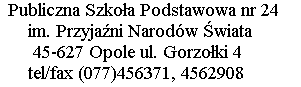 Publiczna Szkoła Podstawowa nr 24
im. Przyjaźni Narodów Świata
45-627 Opole ul. Gorzołki 4
tel/fax (077)456371, 4562908